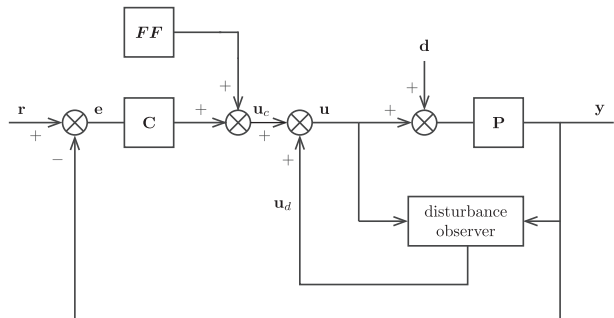 FF
d
+
+
r
e
C
+
u_c
u
+
P
y
+
+
−
+
u_d
disturbance
observer